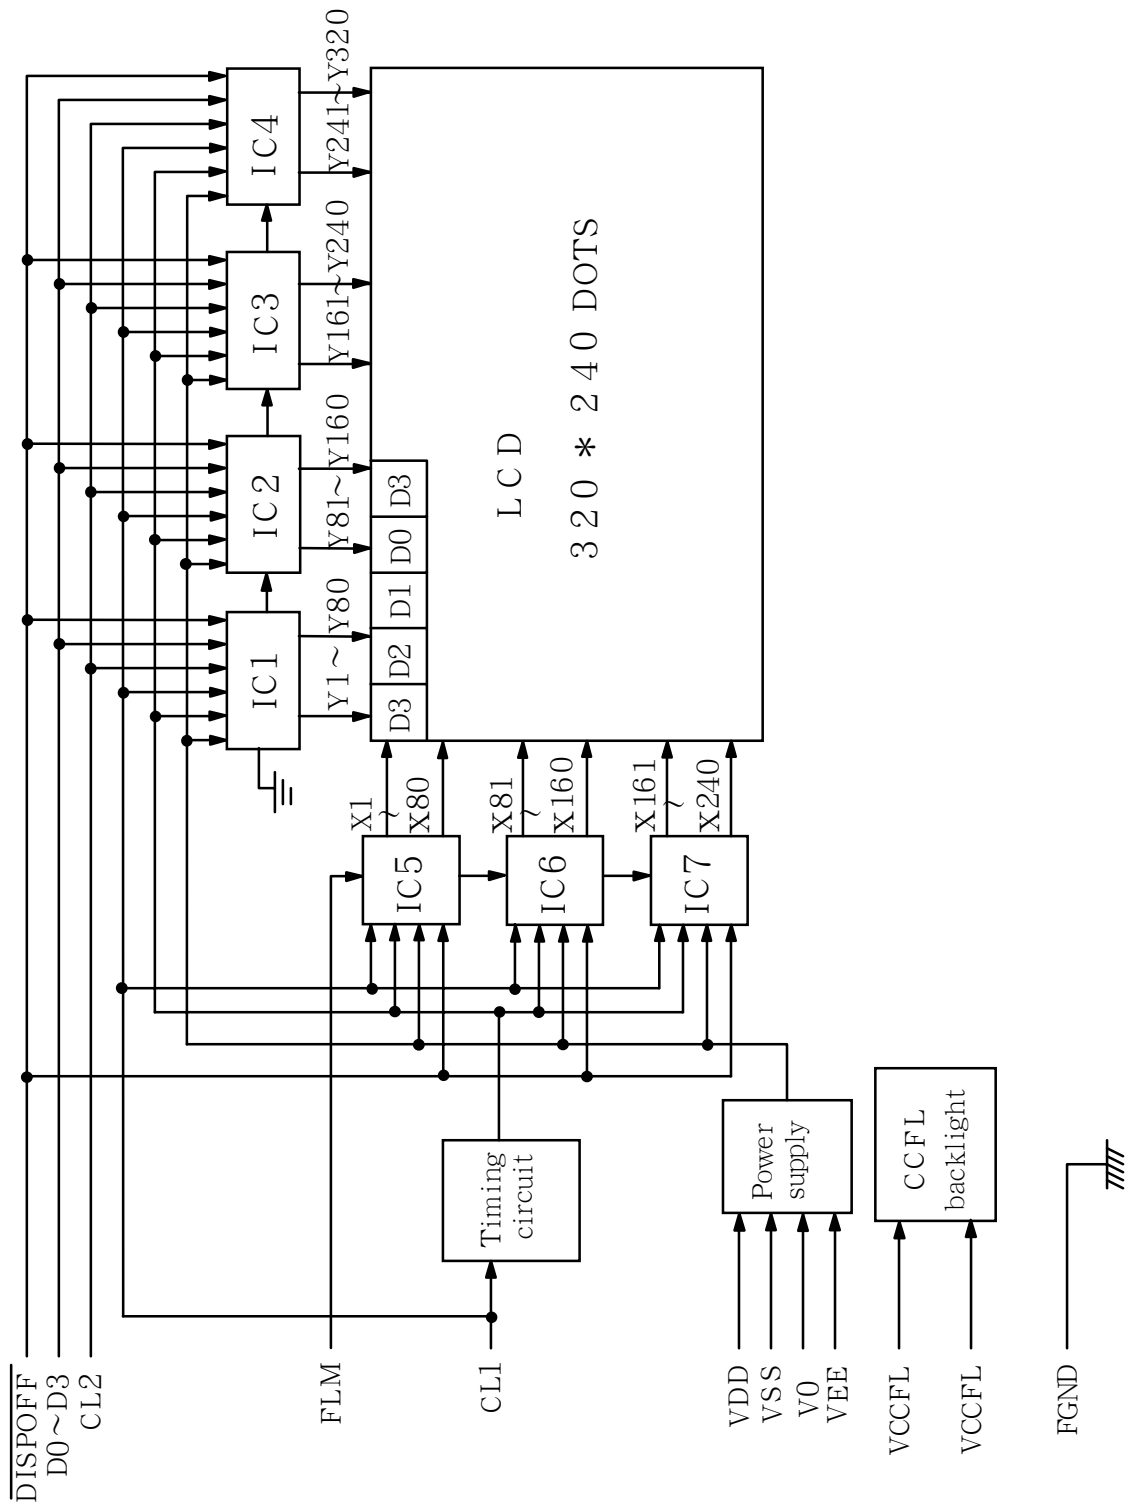 DISPOFF
D0~D3
CL2
FLM
CL1
VDD
VSS
V0
VEE
VCCFL
VCCFL
FGND
Timing
circuit
Power
supply
CCFL
backlight
IC5
IC6
IC7
X1
~
X80
X81
~
X160
X161
~
X240
IC1
IC2
IC3
IC4
Y1~Y80
Y81~Y160
Y161~Y240
Y241~Y320
D3
D2
D1
D0
D3
LCD
320*240 DOTS